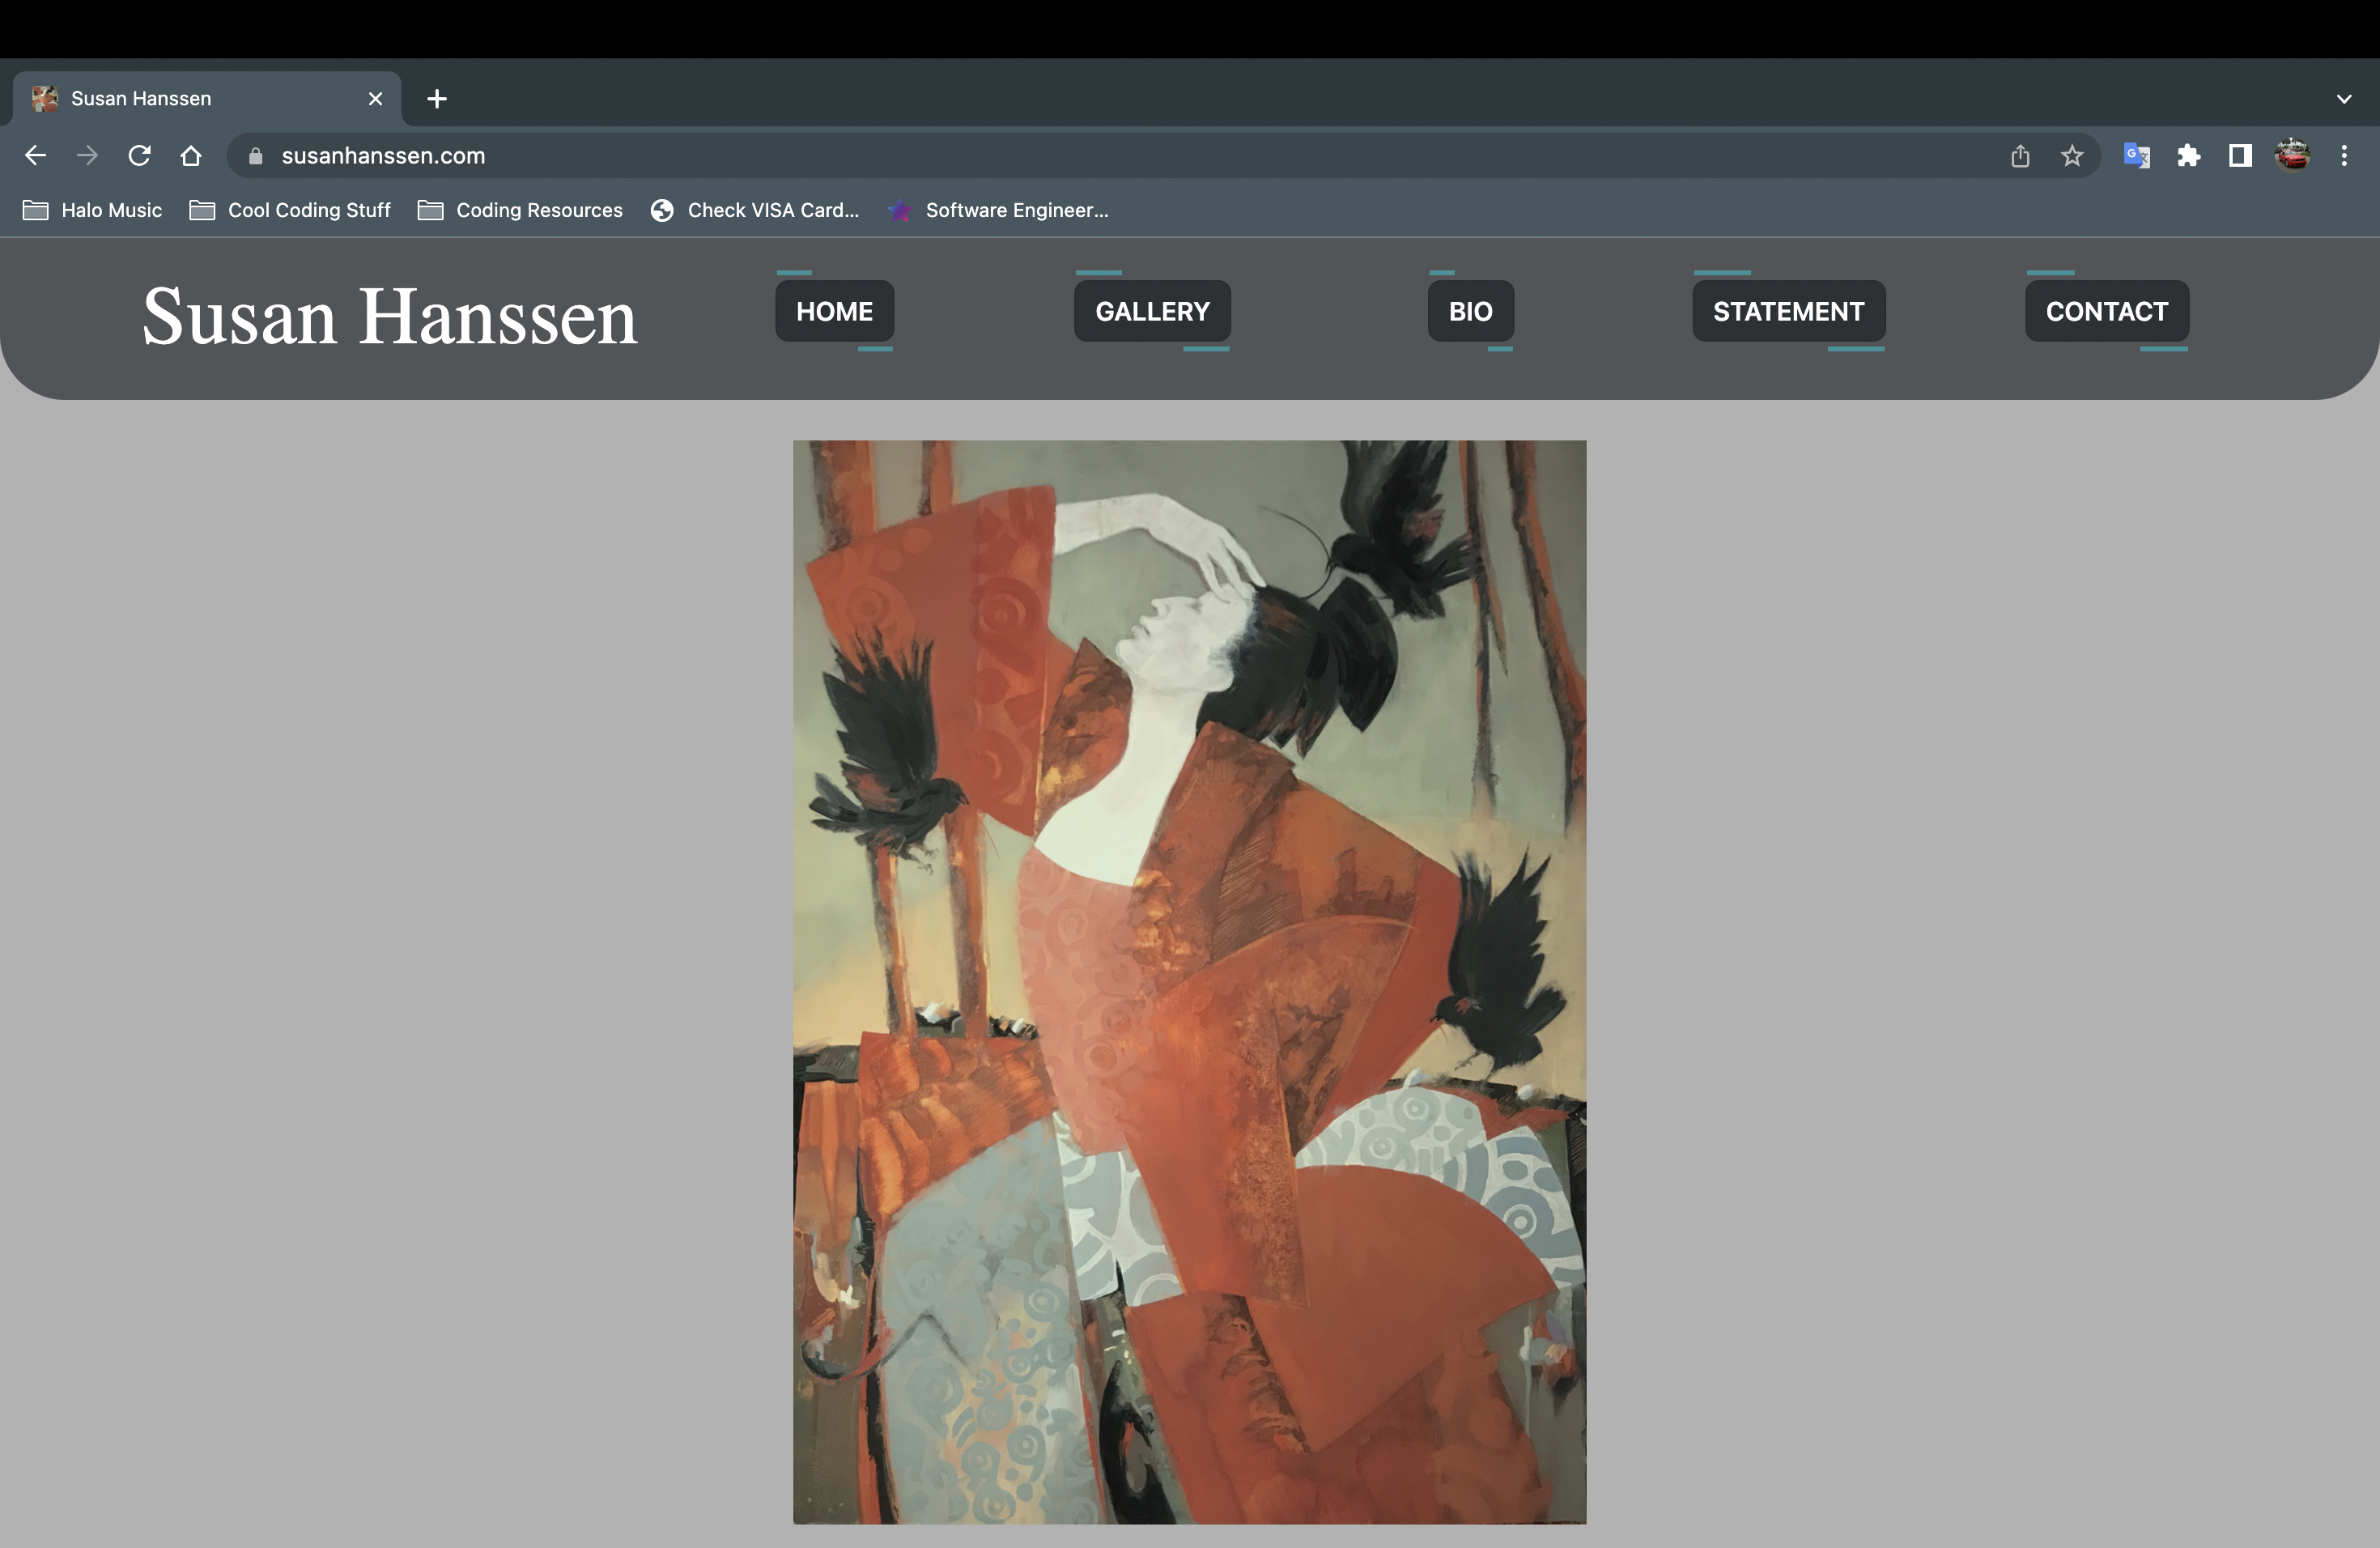 Susan Hanssen
susanhanssen.com
Halo Music Cool Coding Stuff Coding Resources Check VISA Card... Software Engineer...
Susan Hanssen HOME GALLERY BIO STATEMENT CONTACT